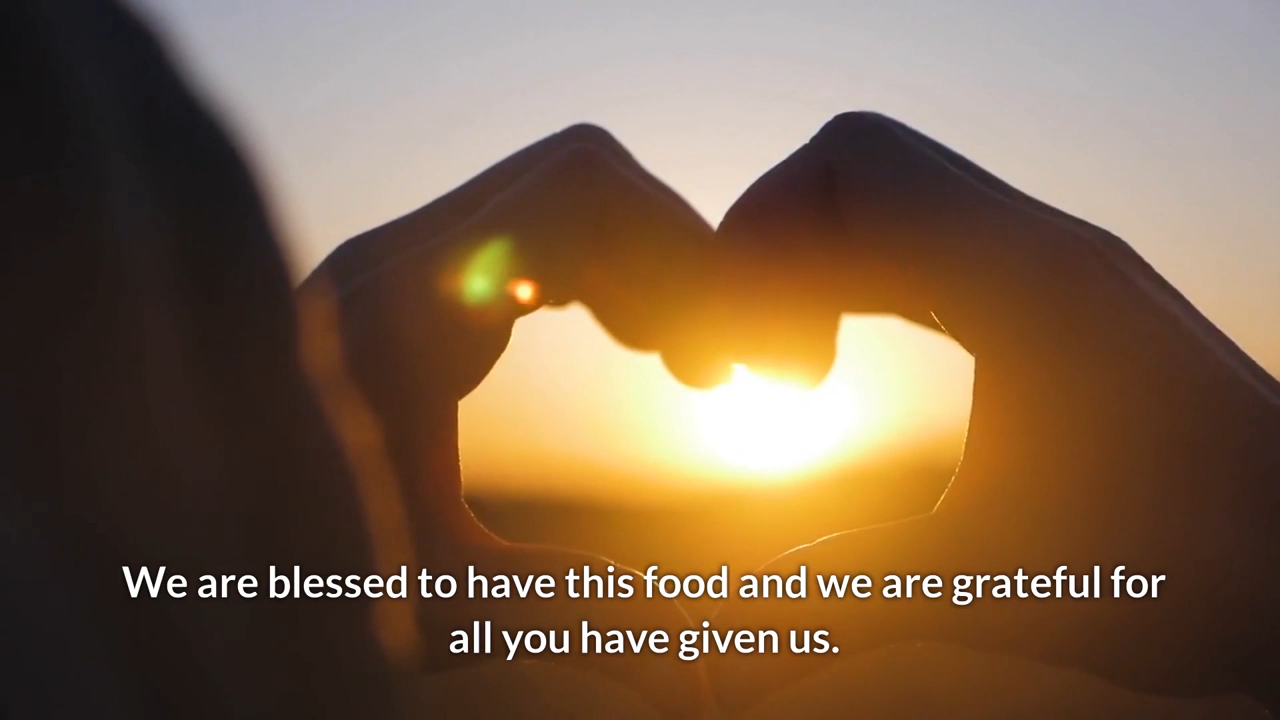 We are blessed to have this food and we are grateful for
all you have given us.